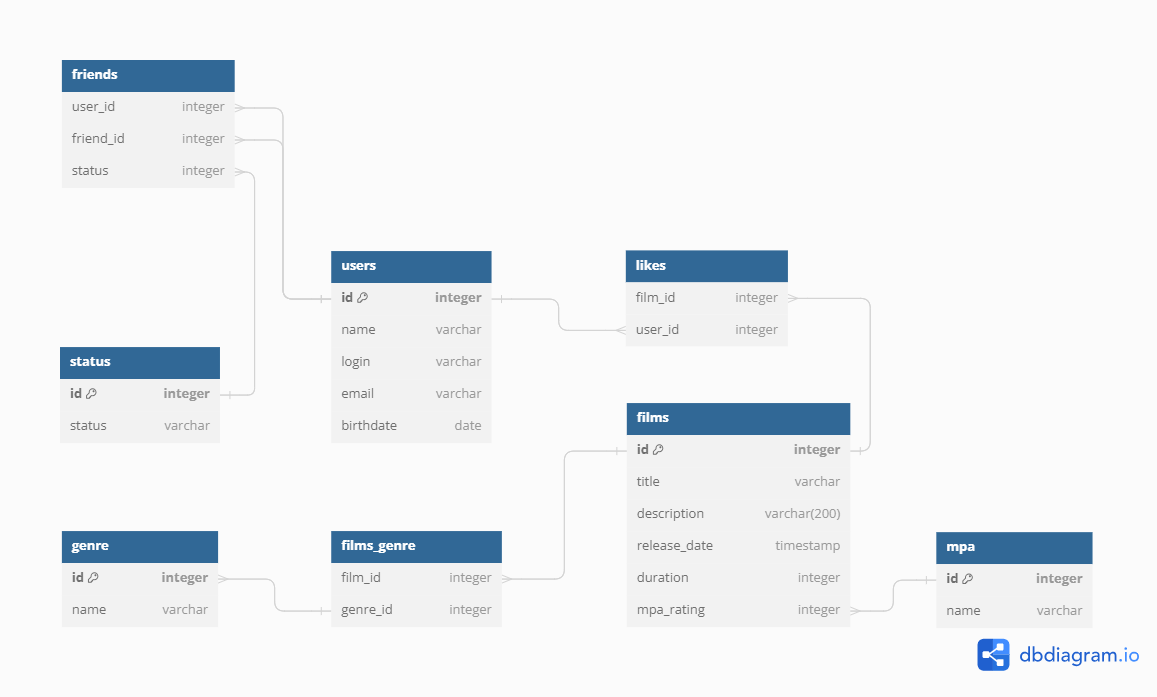 friends
user_id integer
friend_id integer
status integer
users
id integer
name varchar
login varchar
email varchar
birthdate date
likes
film_id integer
user_id integer
status
id integer
status varchar
films
id integer
title varchar
description varchar(200)
release_date timestamp
duration integer
mpa_rating integer
genre
id integer
name varchar
films_genre
film_id integer
genre_id integer
mpa
id integer
name varchar
dbdiagram.io